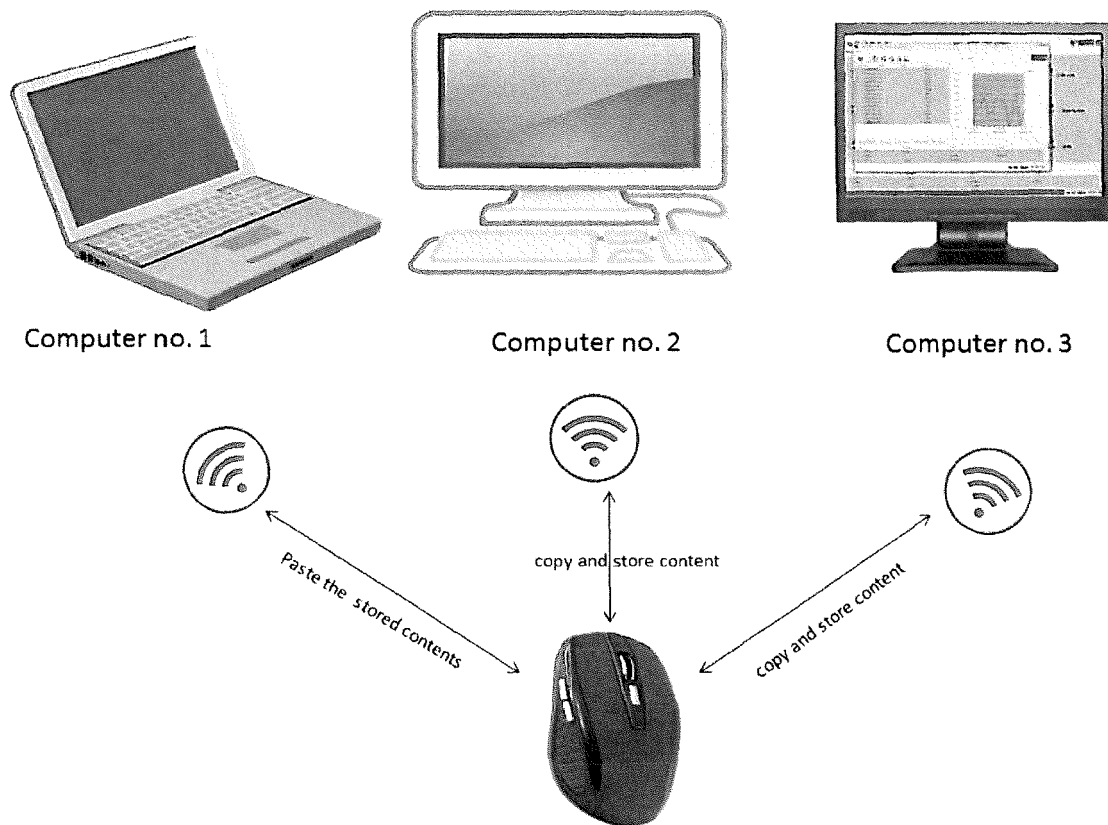 Computer no. 1
Computer no. 2
Computer no. 3
Paste the stored contents
copy and store content
copy and store content